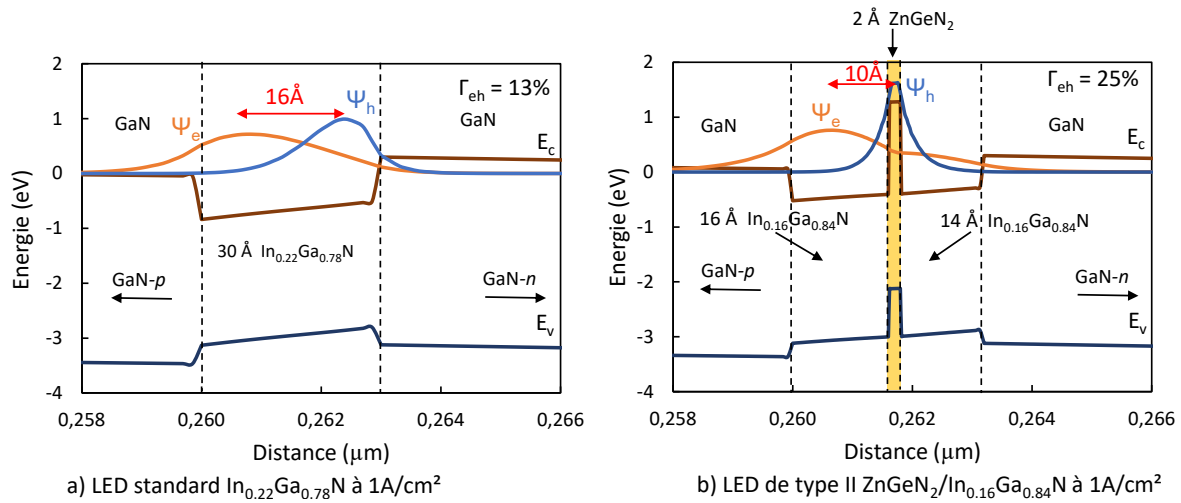 2 Å ZnGeN₂
2
1
0
-1
-2
-3
-4
Energie (eV)
GaN
Ψe
16Å
Ψh
Γeh = 13%
GaN
Ec
30 Å In0.22Ga0.78N
GaN-p
GaN-n
Ev
0,258
0,260
0,262
0,264
0,266
Distance (μm)
a) LED standard In0.22Ga0.78N à 1A/cm²
2
1
0
-1
-2
-3
-4
Energie (eV)
GaN
Ψe
10Å
Ψh
Γeh = 25%
GaN
Ec
16 Å In0.16Ga0.84N
14 Å In0.16Ga0.84N
GaN-p
GaN-n
Ev
0,258
0,260
0,262
0,264
0,266
Distance (μm)
b) LED de type II ZnGeN₂/In0.16Ga0.84N à 1A/cm²